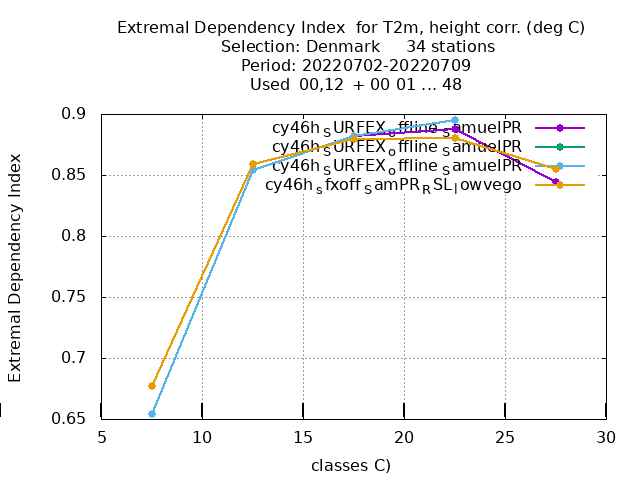 Extremal Dependency Index  for T2m, height corr. (deg C)
Selection: Denmark     34 stations
Period: 20220702-20220709
Used  00,12  + 00 01 ... 48
Extremal Dependency Index
0.9
0.85
0.8
0.75
0.7
0.65
cy46h_SURFEX_offline_SamuelPR
cy46h_SURFEX_offline_SamuelPR
cy46h_SURFEX_offline_SamuelPR
cy46h_sfxoff_SamPR_RSL_lowvego
5 10 15 20 25 30
classes C)